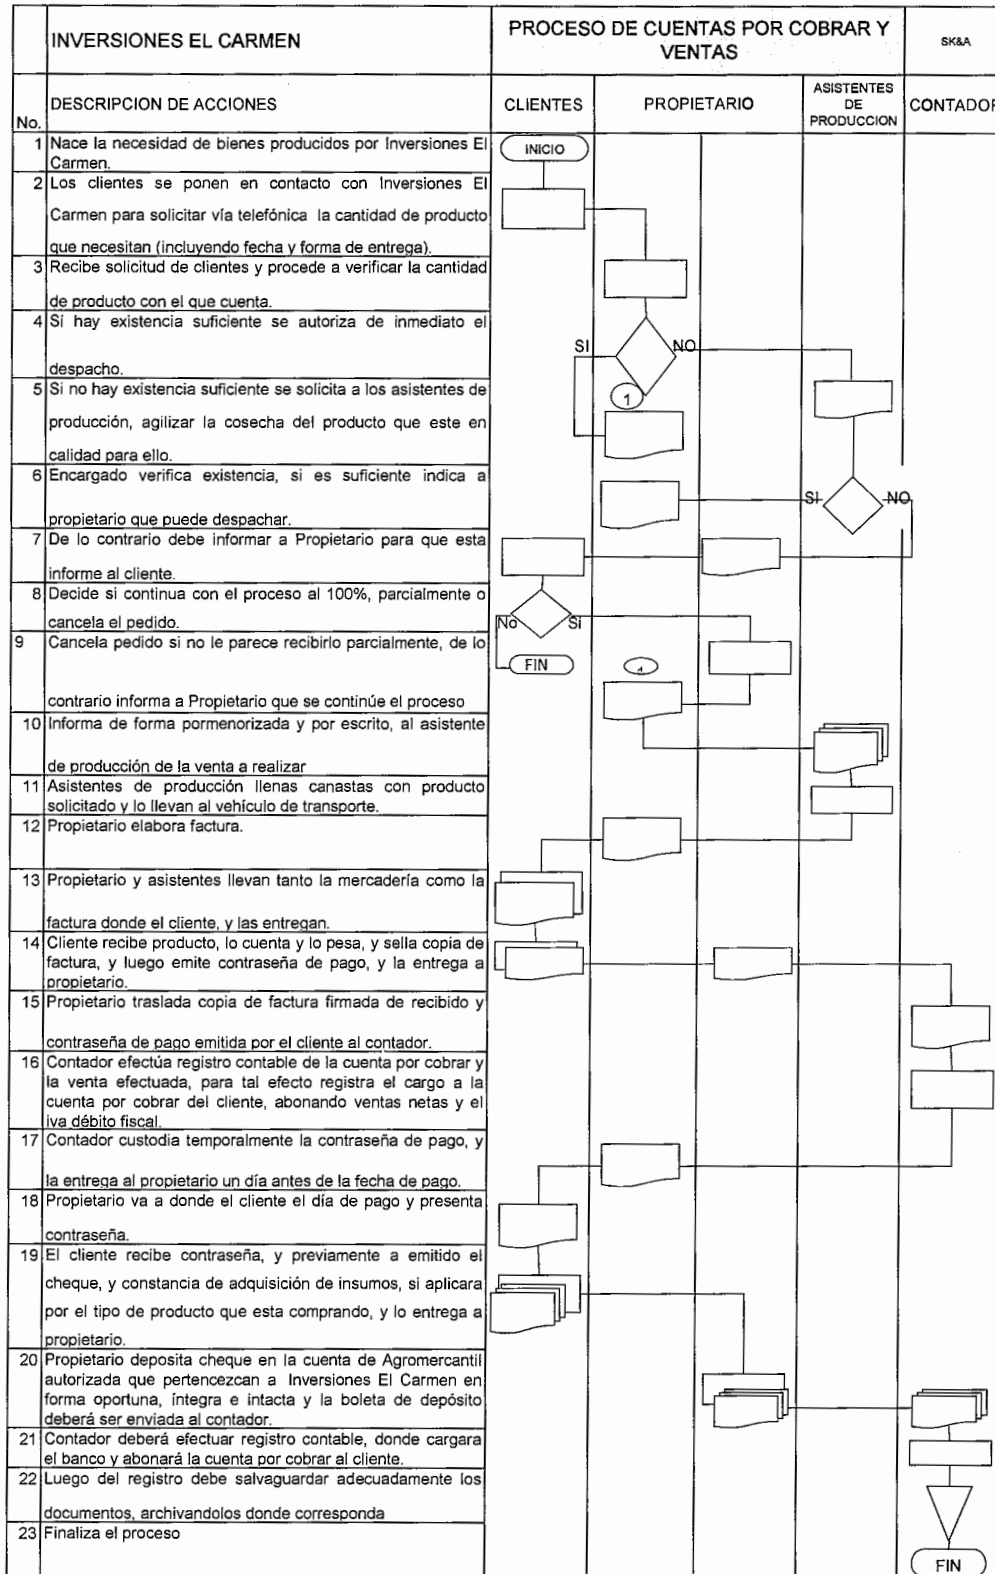 INVERSIONES EL CARMEN
PROCESO DE CUENTAS POR COBRAR Y
VENTAS
SK&A
No.
DESCRIPCION DE ACCIONES
CLIENTES
PROPIETARIO
ASISTENTES
DE
PRODUCCION
CONTADOR
1 Nace la necesidad de bienes producidos por Inversiones El
Carmen.
2 Los clientes se ponen en contacto con Inversiones El
Carmen para solicitar vía telefónica la cantidad de producto
que necesitan (incluyendo fecha y forma de entrega).
3 Recibe solicitud de clientes y procede a verificar la cantidad
de producto con el que cuenta.
4 Si hay existencia suficiente se autoriza de inmediato el
despacho.
5 Si no hay existencia suficiente se solicita a los asistentes de
producción, agilizar la cosecha del producto que este en
calidad para ello.
6 Encargado verifica existencia, si es suficiente indica a
propietario que puede despachar.
7 De lo contrario debe informar a Propietario para que esta
informe al cliente.
8 Decide si continua con el proceso al 100%, parcialmente o
cancela el pedido.
9 Cancela pedido si no le parece recibirlo parcialmente, de lo
contrario informa a Propietario que se continúe el proceso
10 Informa de forma pormenorizada y por escrito, al asistente
de producción de la venta a realizar
11 Asistentes de producción llenas canastas con producto
solicitado y lo llevan al vehículo de transporte.
12 Propietario elabora factura.
13 Propietario y asistentes llevan tanto la mercadería como la
factura donde el cliente, y las entregan.
14 Cliente recibe producto, lo cuenta y lo pesa, y sella copia de
factura, y luego emite contraseña de pago, y la entrega a
propietario.
15 Propietario traslada copia de factura firmada de recibido y
contraseña de pago emitida por el cliente al contador.
16 Contador efectúa registro contable de la cuenta por cobrar y
la venta efectuada, para tal efecto registra el cargo a la
cuenta por cobrar del cliente, abonando ventas netas y el
iva débito fiscal.
17 Contador custodia temporalmente la contraseña de pago, y
la entrega al propietario un día antes de la fecha de pago.
18 Propietario va a donde el cliente el día de pago y presenta
contraseña.
19 El cliente recibe contraseña, y previamente a emitido el
cheque, y constancia de adquisición de insumos, si aplicara
por el tipo de producto que esta comprando, y lo entrega a
propietario.
20 Propietario deposita cheque en la cuenta de Agromercantil
autorizada que pertencezcan a Inversiones El Carmen en
forma oportuna, íntegra e intacta y la boleta de depósito
deberá ser enviada al contador.
21 Contador deberá efectuar registro contable, donde cargara
el banco y abonará la cuenta por cobrar al cliente.
22 Luego del registro debe salvaguardar adecuadamente los
documentos, archivandolos donde corresponda
23 Finaliza el proceso
INICIO
SI
NO
1
SI
NO
No
Si
FIN
1
FIN